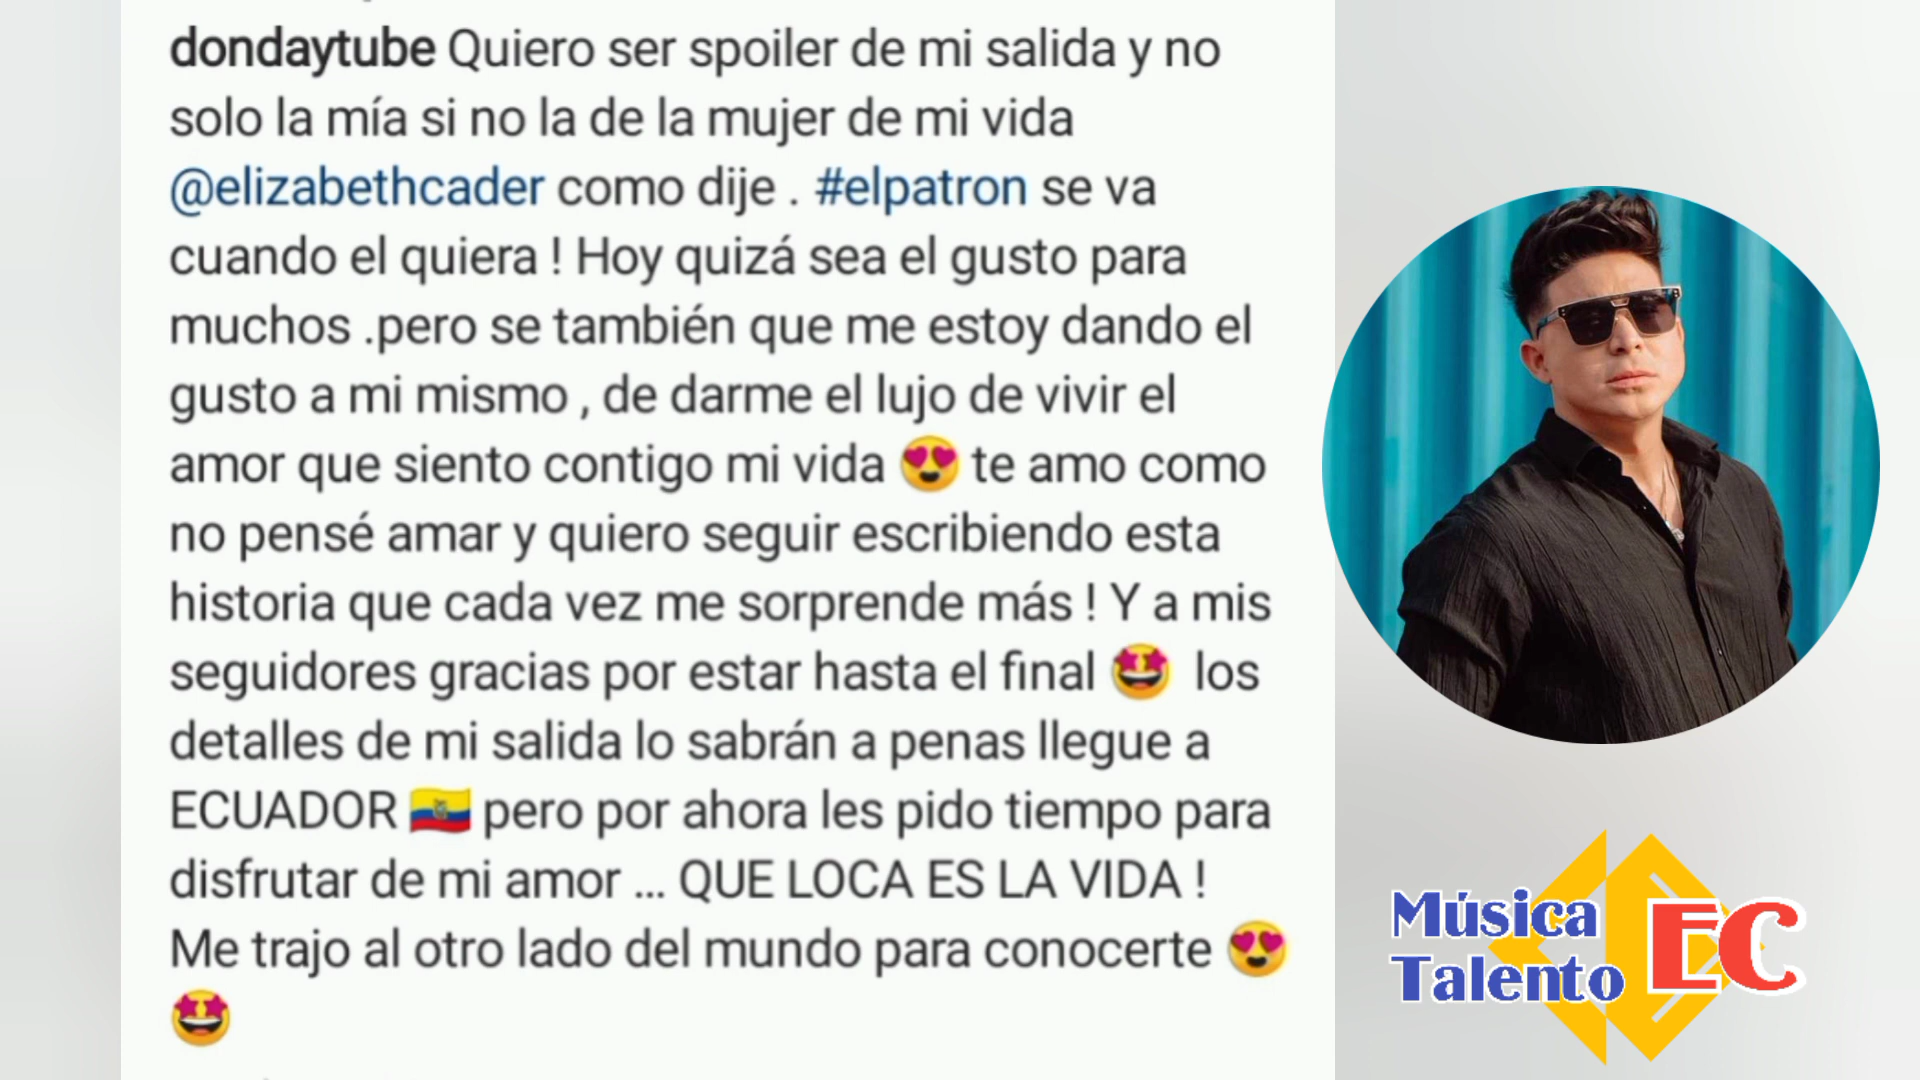 dondaytube Quiero ser spoiler de mi salida y no
solo la mía si no la de la mujer de mi vida
@elizabethcader como dije . #elpatron se va
cuando el quiera ! Hoy quizá sea el gusto para
muchos .pero se también que me estoy dando el
gusto a mi mismo , de darme el lujo de vivir el
amor que siento contigo mi vida 😍 te amo como
no pensé amar y quiero seguir escribiendo esta
historia que cada vez me sorprende más ! Y a mis
seguidores gracias por estar hasta el final 🤩 los
detalles de mi salida lo sabrán a penas llegue a
ECUADOR 🇪🇨 pero por ahora les pido tiempo para
disfrutar de mi amor ... QUE LOCA ES LA VIDA !
Me trajo al otro lado del mundo para conocerte 😍
🤩
Música
Talento
EC